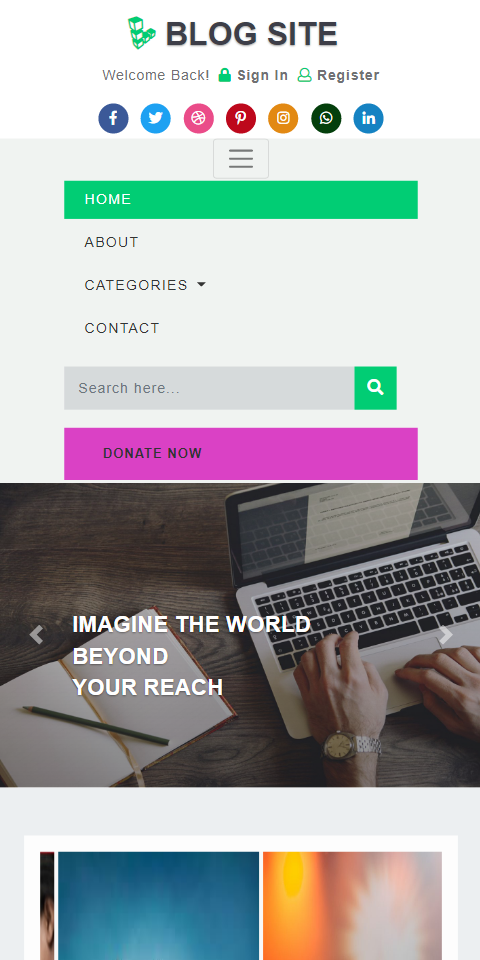 BLOG SITE
Welcome Back! Sign In Register
HOME
ABOUT
CATEGORIES
CONTACT
Search here...
DONATE NOW
IMAGINE THE WORLD
BEYOND
YOUR REACH